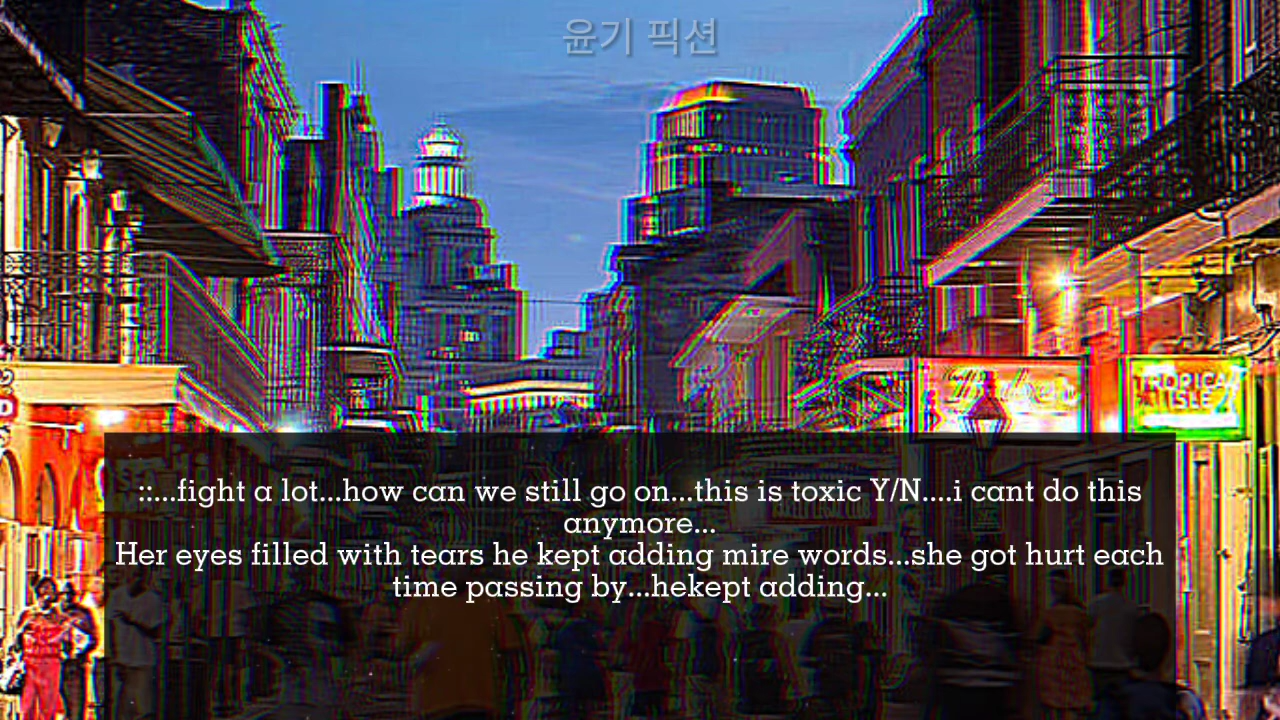 윤기 픽션
TROPICAL
ISLE
::...fight a lot...how can we still go on...this is toxic Y/N....i cant do this
anymore...
Her eyes filled with tears he kept adding mire words...she got hurt each
time passing by...hekept adding...